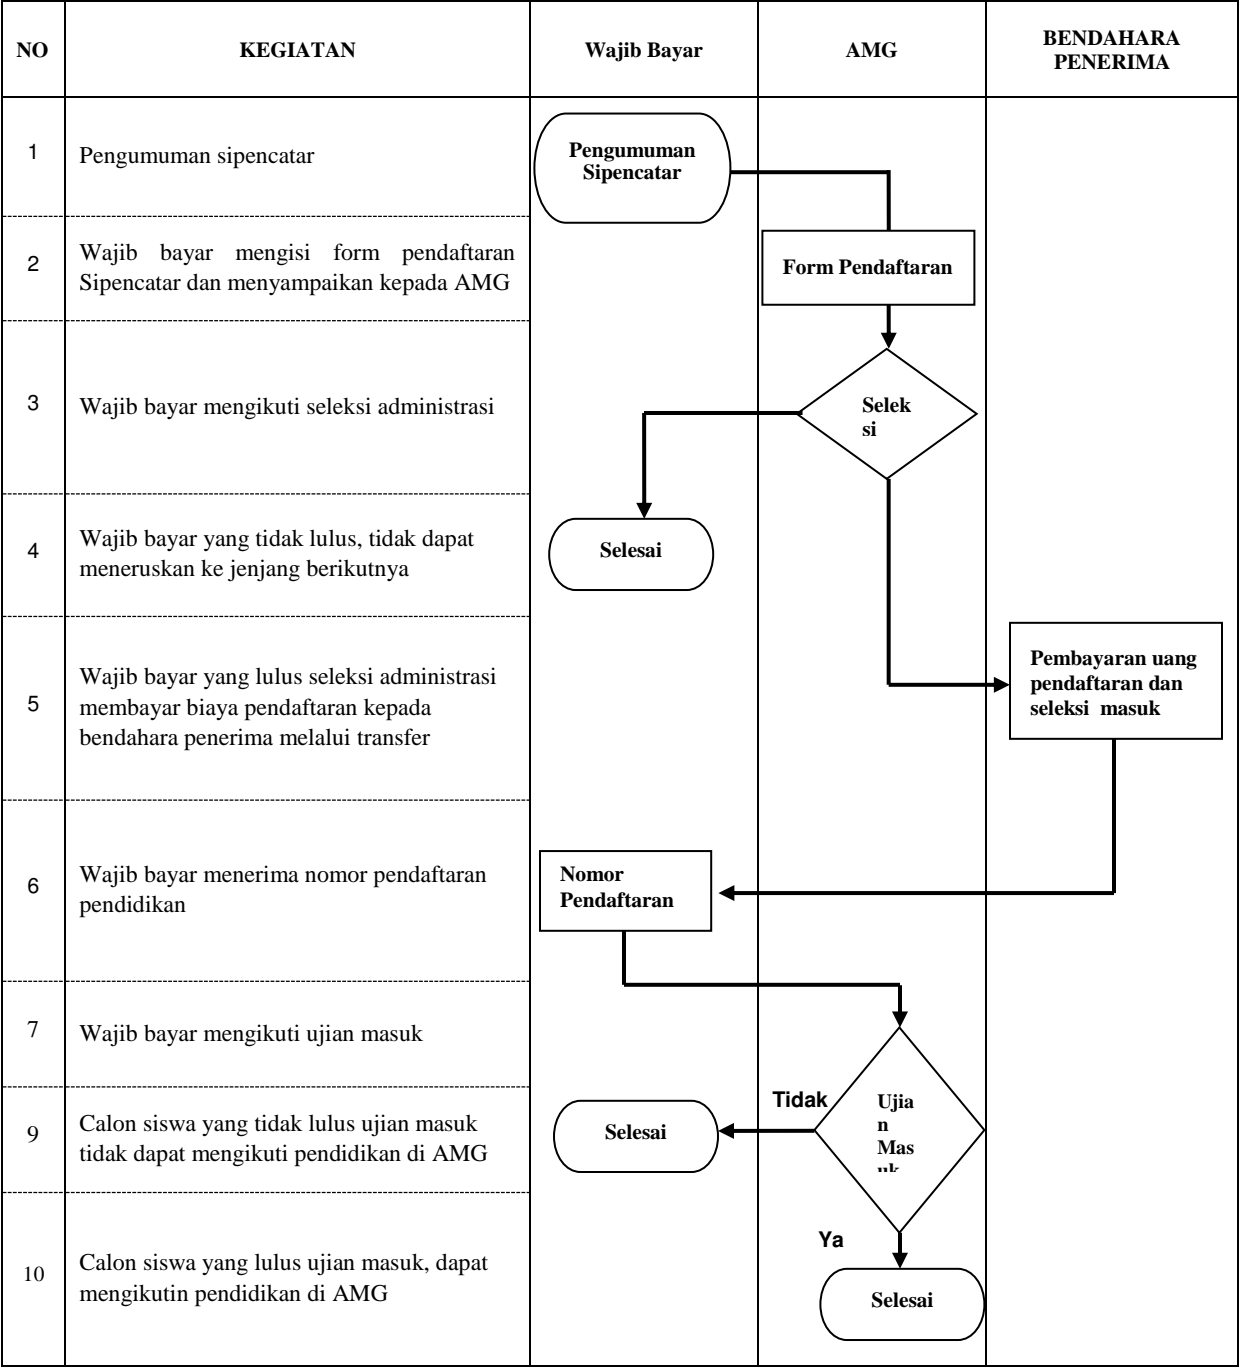 NO
KEGIATAN
Wajib Bayar
AMG
BENDAHARA
PENERIMA
1
Pengumuman sipencatar
Pengumuman
Sipencatar
2
Wajib bayar mengisi form pendaftaran
Sipencatar dan menyampaikan kepada AMG
Form Pendaftaran
3
Wajib bayar mengikuti seleksi administrasi
Selek
si
4
Wajib bayar yang tidak lulus, tidak dapat
meneruskan ke jenjang berikutnya
Selesai
5
Wajib bayar yang lulus seleksi administrasi
membayar biaya pendaftaran kepada
bendahara penerima melalui transfer
Pembayaran uang
pendaftaran dan
seleksi masuk
6
Wajib bayar menerima nomor pendaftaran
pendidikan
Nomor
Pendaftaran
7
Wajib bayar mengikuti ujian masuk
Ujia
n
Mas
uk
9
Calon siswa yang tidak lulus ujian masuk
tidak dapat mengikuti pendidikan di AMG
Selesai
Tidak
10
Calon siswa yang lulus ujian masuk, dapat
mengikutin pendidikan di AMG
Ya
Selesai